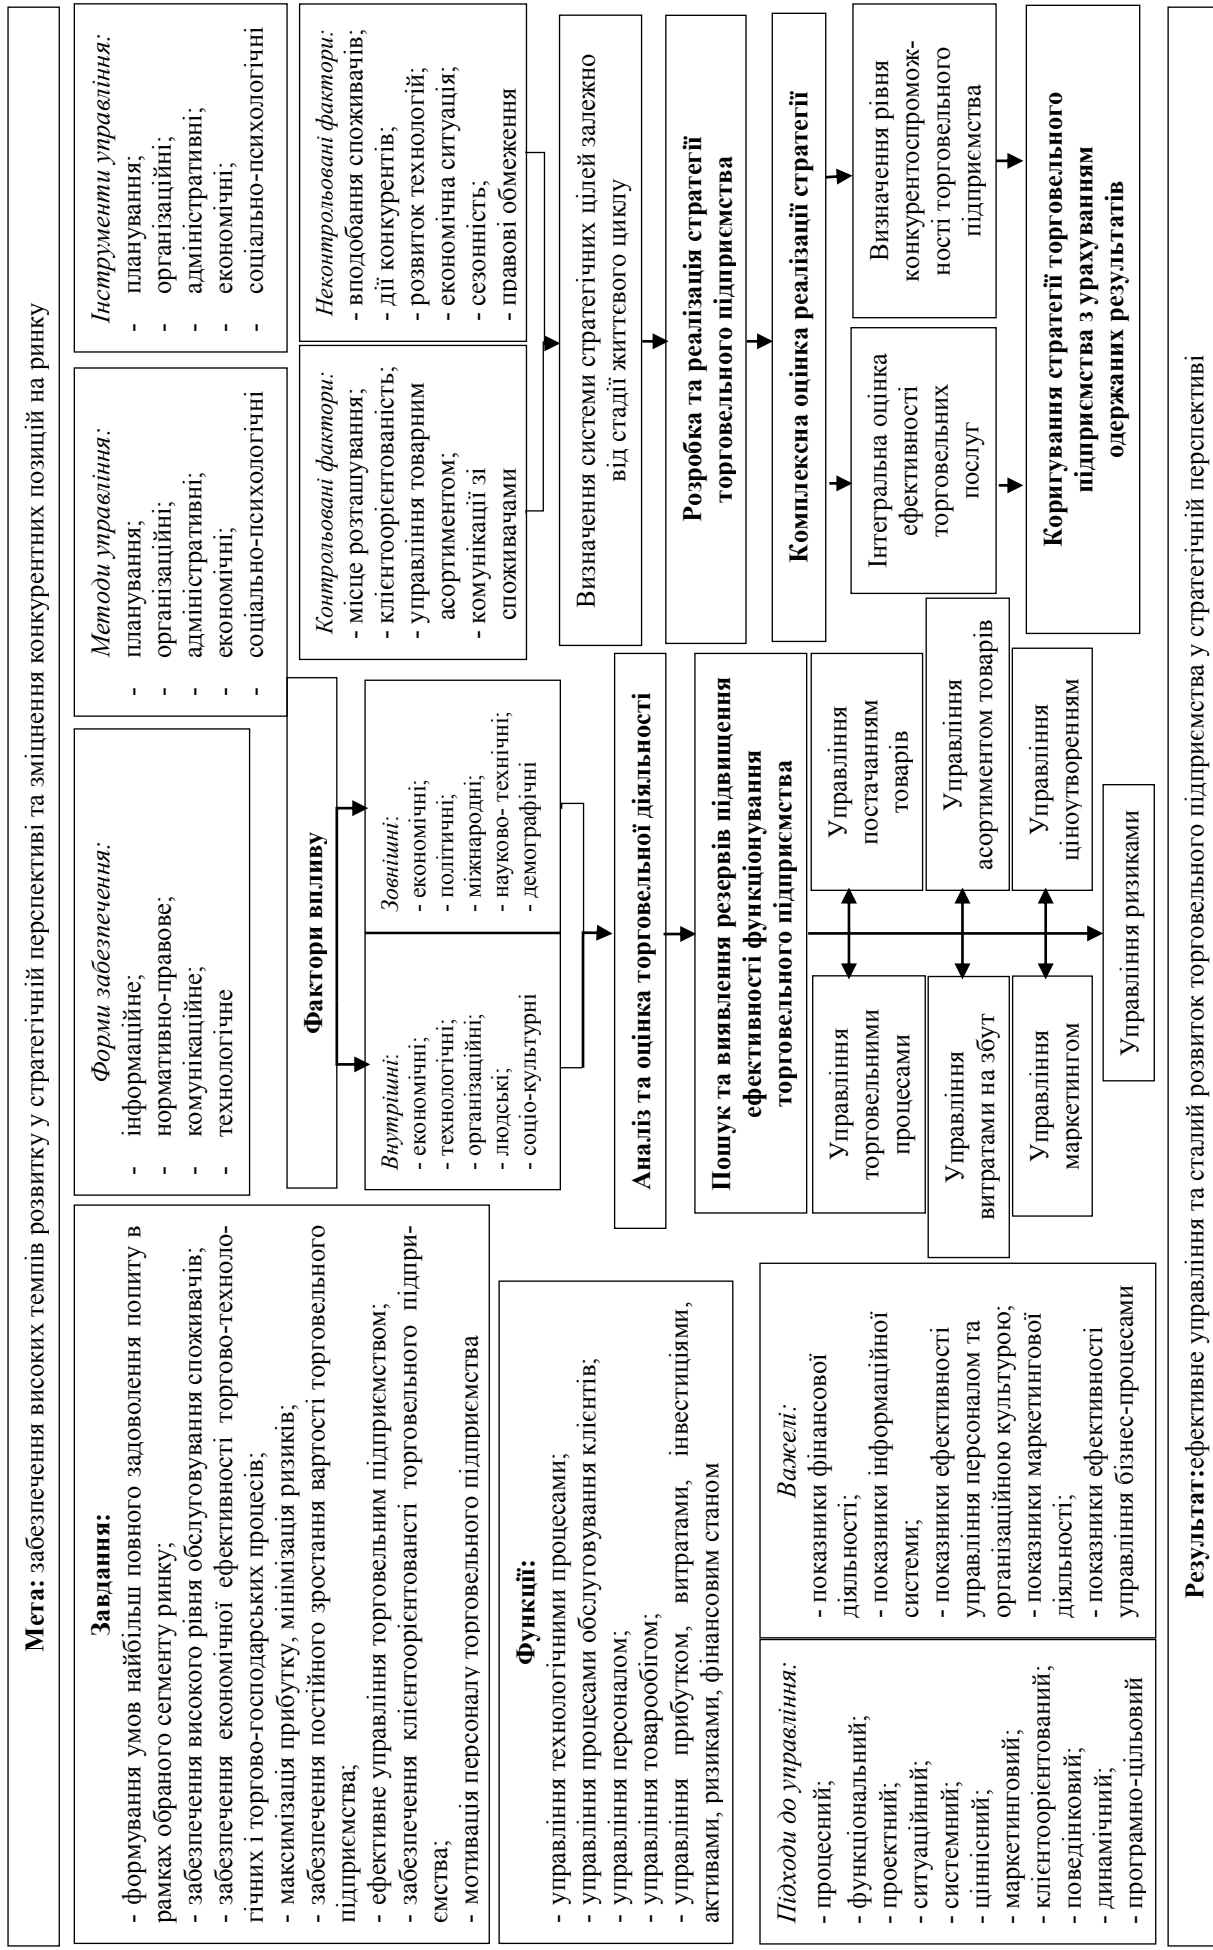 Мета: забезпечення високих темпів розвитку у стратегічній перспективі та зміцнення конкурентних позицій на ринку
Завдання:
- формування умов найбільш повного задоволення попиту в
рамках обраного сегменту ринку;
- забезпечення високого рівня обслуговування споживачів;
- забезпечення економічної ефективності торгово-техноло-
гічних і торгово-господарських процесів;
- максимізація прибутку, мінімізація ризиків;
- забезпечення постійного зростання вартості торговельного
підприємства;
- ефективне управління торговельним підприємством;
- забезпечення клієнтоорієнтованості торговельного підпри-
ємства;
- мотивація персоналу торговельного підприємства
Функції:
- управління технологічними процесами;
- управління процесами обслуговування клієнтів;
- управління персоналом;
- управління товарообігом;
- управління прибутком, витратами, інвестиціями,
активами, ризиками, фінансовим станом
Підходи до управління:
- процесний;
- функціональний;
- проектний;
- ситуаційний;
- системний;
- ціннісний;
- маркетинговий;
- клієнтоорієнтований;
- поведінковий;
- динамічний;
- програмно-цільовий
Важелі:
- показники фінансової
діяльності;
- показники інформаційної
системи;
- показники ефективності
управління персоналом та
організаційною культурою;
- показники маркетингової
діяльності;
- показники ефективності
управління бізнес-процесами
Форми забезпечення:
- інформаційне;
- нормативно-правове;
- комунікаційне;
- технологічне
Методи управління:
- планування;
- організаційні;
- адміністративні;
- економічні;
- соціально-психологічні
Інструменти управління:
- планування;
- організаційні;
- адміністративні;
- економічні;
- соціально-психологічні
Фактори впливу
Внутрішні:
- економічні;
- технологічні;
- організаційні;
- людські;
- соціо-культурні
Зовнішні:
- економічні;
- політичні;
- міжнародні;
- науково- технічні;
- демографічні
Контрольовані фактори:
- місце розташування;
- клієнтоорієнтованість;
- управління товарним
асортиментом;
- комунікації зі
споживачами
Неконтрольовані фактори:
- вподобання споживачів;
- дії конкурентів;
- розвиток технологій;
- економічна ситуація;
- сезонність;
- правові обмеження
Аналіз та оцінка торговельної діяльності
Пошук та виявлення резервів підвищення
ефективності функціонування
торговельного підприємства
Управління
торговельними
процесами
Управління
постачанням
товарів
Управління
витратами на збут
Управління
асортиментом товарів
Управління
маркетингом
Управління
ціноутворенням
Управління ризиками
Визначення системи стратегічних цілей залежно
від стадії життєвого циклу
Розробка та реалізація стратегії
торговельного підприємства
Комплексна оцінка реалізації стратегії
Інтегральна оцінка
ефективності
торговельних
послуг
Визначення рівня
конкурентоспромож-
ності торговельного
підприємства
Коригування стратегії торговельного
підприємства з урахуванням
одержаних результатів
Результат:ефективне управління та сталий розвиток торговельного підприємства у стратегічній перспективі